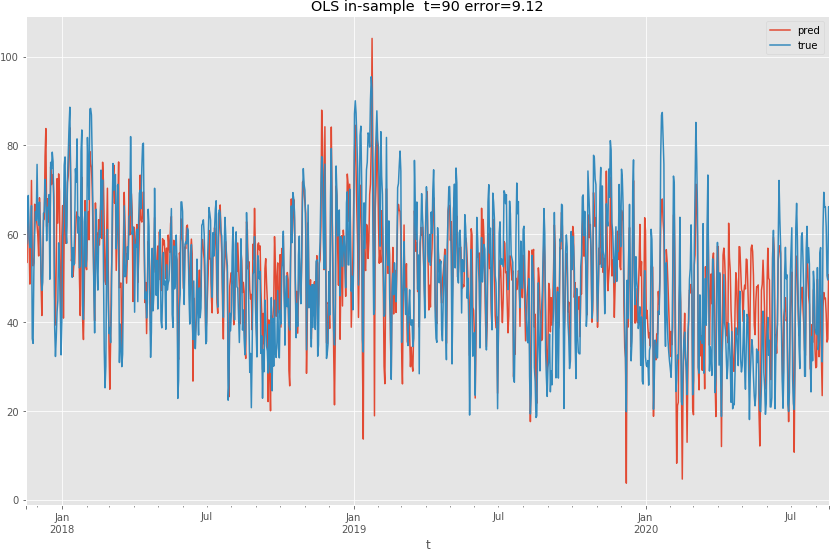 OLS in-sample  t=90 error=9.12
pred
true
100
80
60
40
20
0
Jan Jul Jan Jul Jan Jul
2018 2019 2020
t